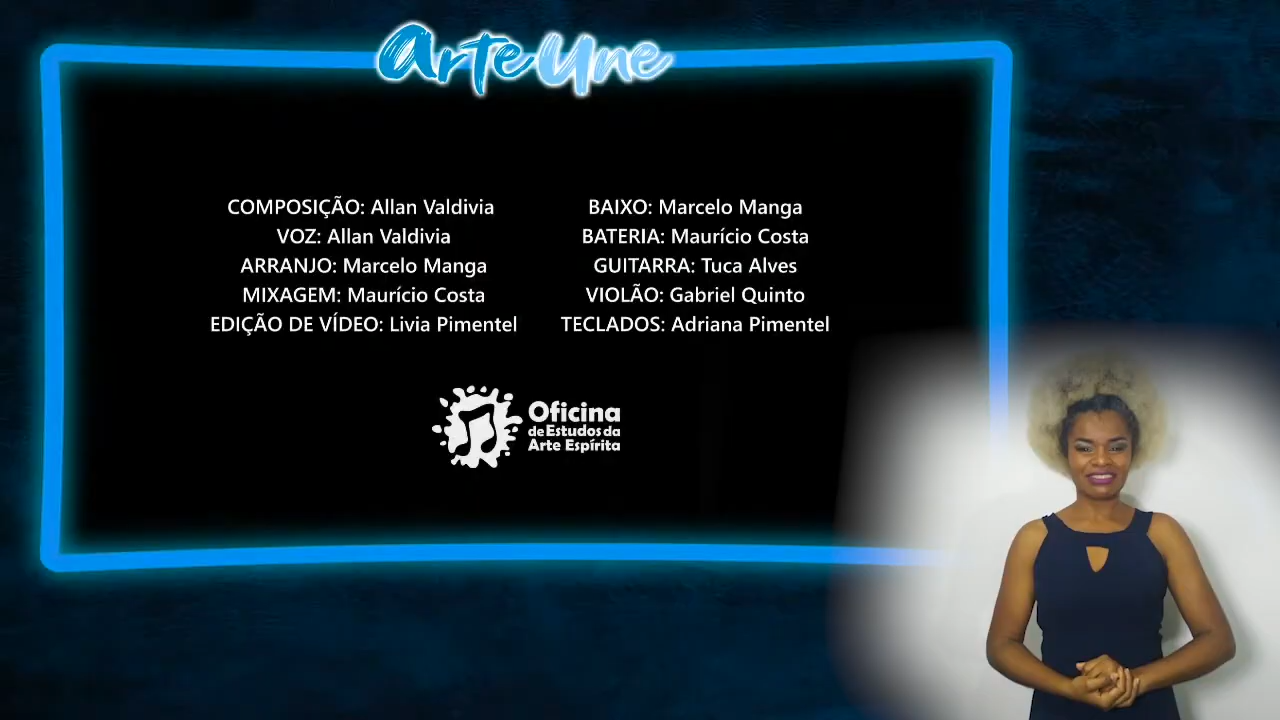 Arte Une
COMPOSIÇÃO: Allan Valdivia
VOZ: Allan Valdivia
ARRANJO: Marcelo Manga
MIXAGEM: Maurício Costa
EDIÇÃO DE VÍDEO: Livia Pimentel
BAIXO: Marcelo Manga
BATERIA: Maurício Costa
GUITARRA: Tuca Alves
VIOLÃO: Gabriel Quinto
TECLADOS: Adriana Pimentel
Oficina
de Estudos da
Arte Espírita